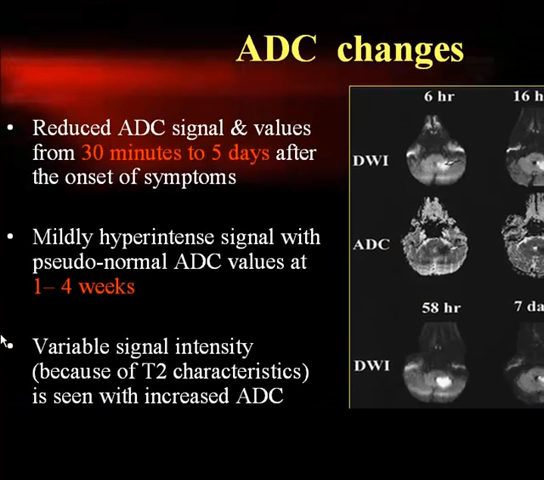 ADC changes
• Reduced ADC signal & values
from 30 minutes to 5 days after
the onset of symptoms
• Mildly hyperintense signal with
pseudo-normal ADC values at
1– 4 weeks
• Variable signal intensity
(because of T2 characteristics)
is seen with increased ADC
6 hr 16 h
DWI
ADC
58 hr 7 da
DWI